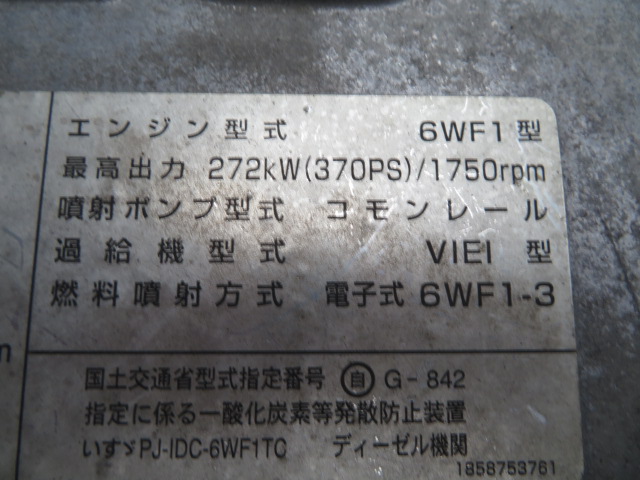 エンジン型式 6WF1型
最高出力 272kW(370PS)/1750rpm
噴射ポンプ型式 コモンレール
過給機型式 VIEI 型
燃料噴射方式 電子式 6WF1-3
国土交通省型式指定番号 自 G-842
指定に係る一酸化炭素等発散防止装置
いすゞPJ-IDC-6WF1TC ディーゼル機関
1858753761